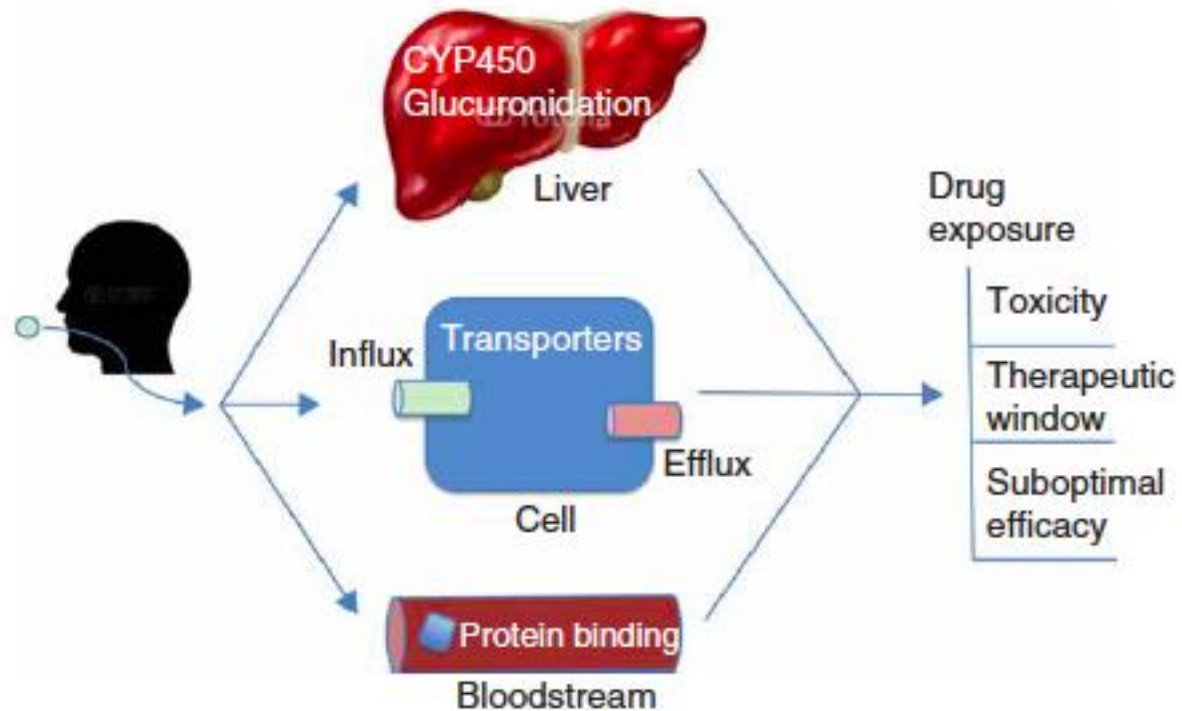 CYP450
Glucuronidation
Liver
Drug
exposure
Toxicity
Therapeutic
window
Suboptimal
efficacy
Influx
Transporters
Efflux
Cell
Protein binding
Bloodstream